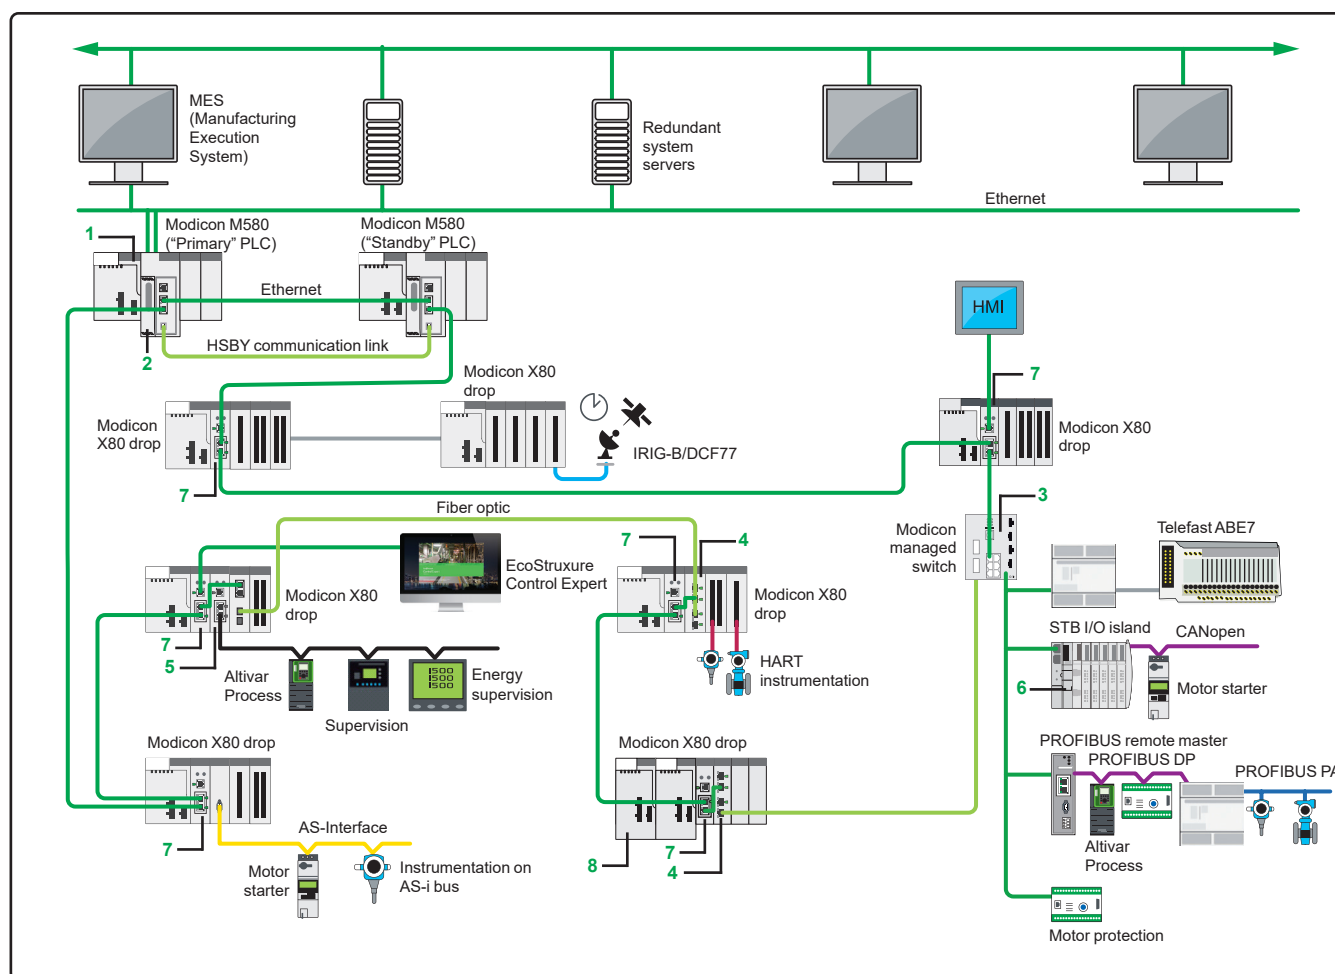 MES
(Manufacturing
Execution
System)
Redundant
system
servers
Ethernet
Modicon M580
("Primary" PLC)
Modicon M580
("Standby" PLC)
1
Ethernet
HMI
2
HSBY communication link
Modicon X80
drop
7
Modicon
X80 drop
Modicon X80
drop
IRIG-B/DCF77
7
3
Fiber optic
Modicon
managed
switch
Telefast ABE7
7
4
EcoStruxure
Control Expert
Modicon X80
drop
Modicon X80
drop
7
5
STB I/O island
CANopen
Altivar
Process
1500
1500
1500
Energy
supervision
HART
instrumentation
6
Motor starter
Supervision
Modicon X80 drop
Modicon X80 drop
PROFIBUS remote master
PROFIBUS DP
PROFIBUS PA
7
AS-Interface
8
7
4
Altivar
Process
Motor
starter
Instrumentation on
AS-i bus
Motor protection